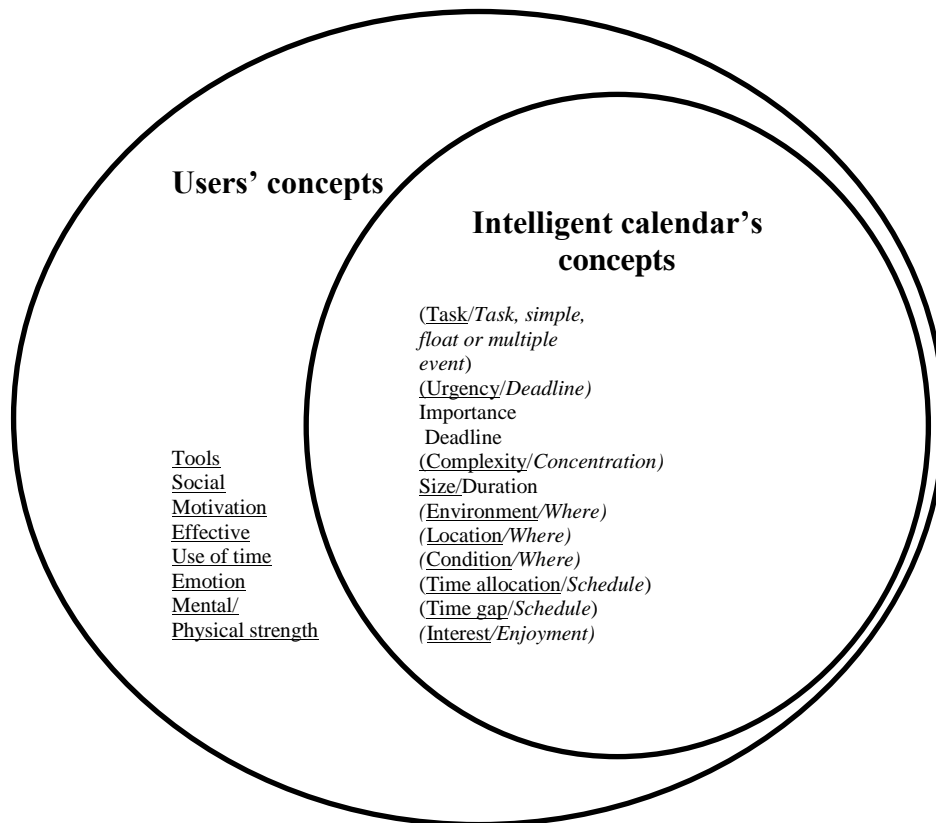 Users’ concepts
Tools
Social
Motivation
Effective
Use of time
Emotion
Mental/
Physical strength
Intelligent calendar’s
concepts
(Task/Task, simple,
float or multiple
event)
(Urgency/Deadline)
Importance
Deadline
(Complexity/Concentration)
Size/Duration
(Environment/Where)
(Location/Where)
(Condition/Where)
(Time allocation/Schedule)
(Time gap/Schedule)
(Interest/Enjoyment)